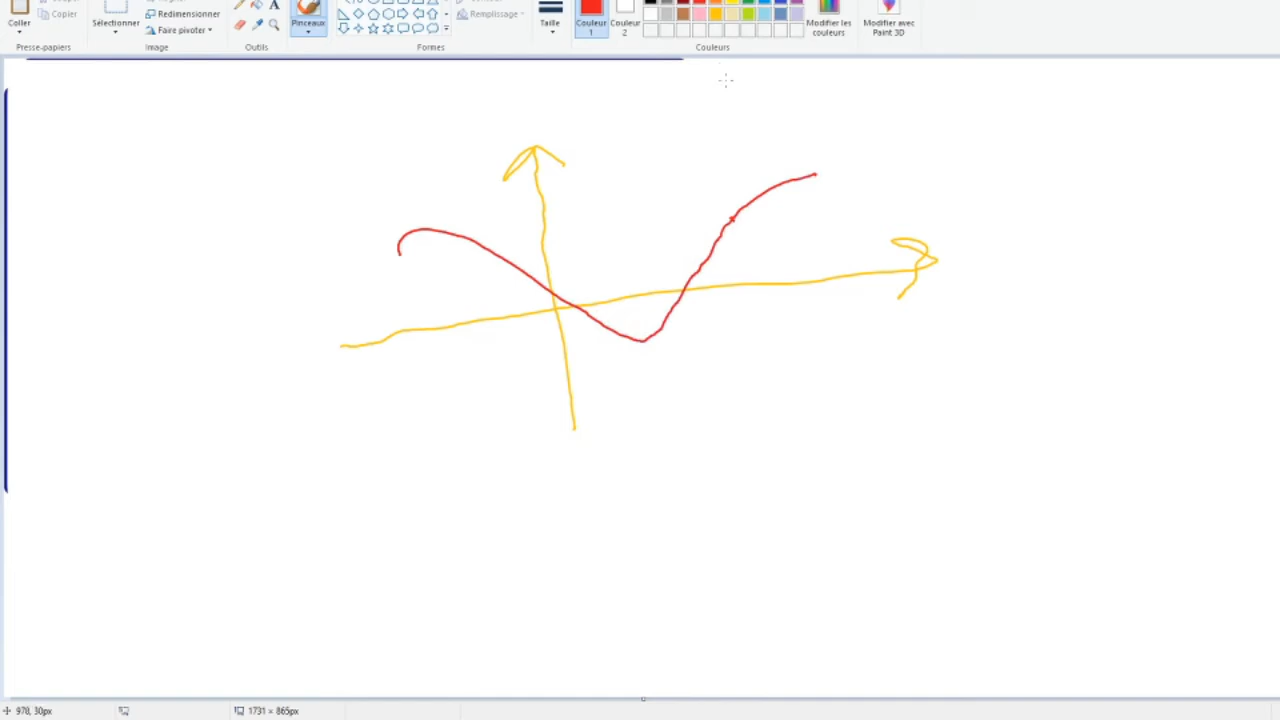 Coller
Copier
Presse-papiers
Sélectionner
Redimensionner
Faire pivoter
Image
A
Outils
Pinceaux
Remplissage
Formes
Taille
Couleur
1
Couleur
2
Couleurs
Modifier les
couleurs
Modifier avec
Paint 3D
978, 30px
1731 × 865px